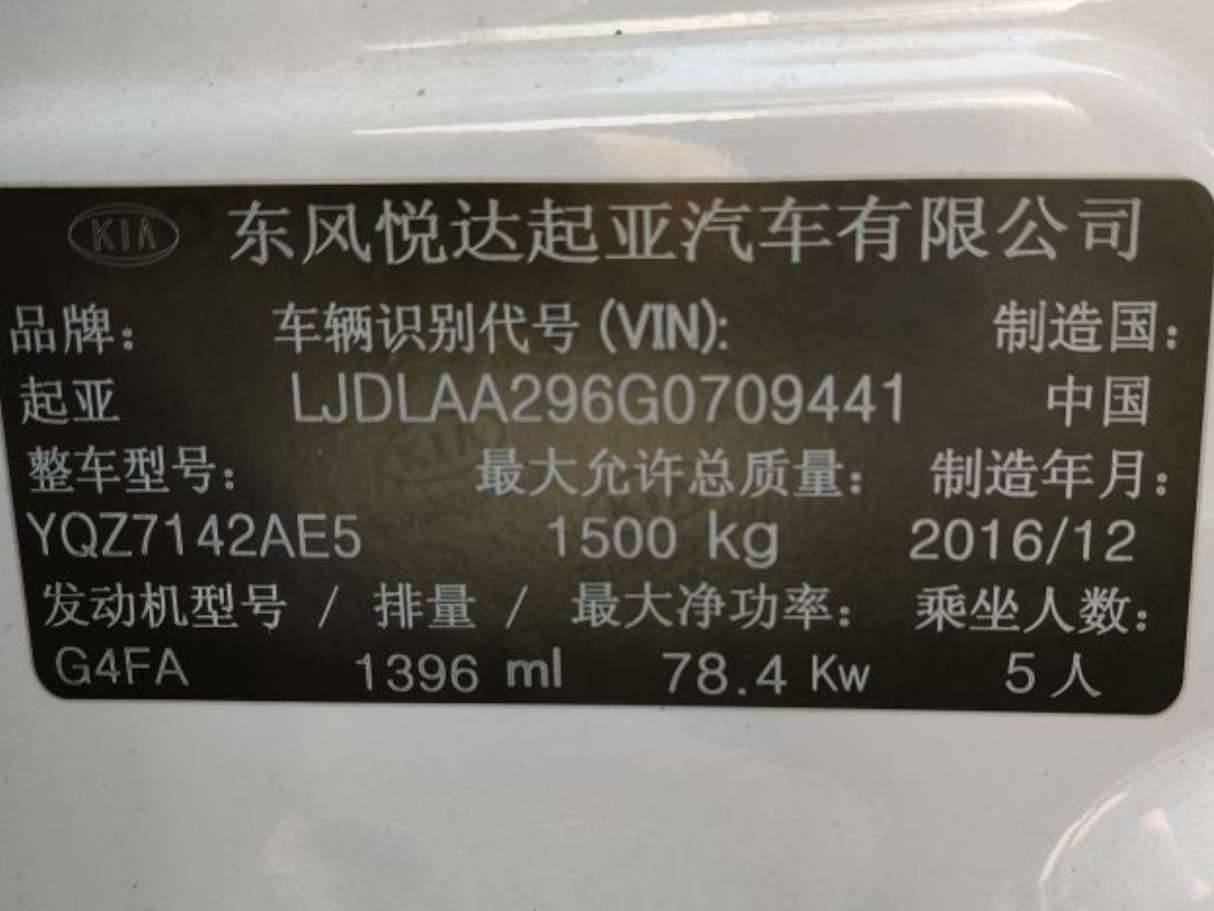 KIA 东风悦达起亚汽车有限公司
品牌: 车辆识别代号(VIN): 制造国:
起亚 LJDLAA296G0709441 中国
整车型号: 最大允许总质量: 制造年月:
YQZ7142AE5 1500 kg 2016/12
发动机型号 / 排量 / 最大净功率: 乘坐人数:
G4FA 1396 ml 78.4 Kw 5人